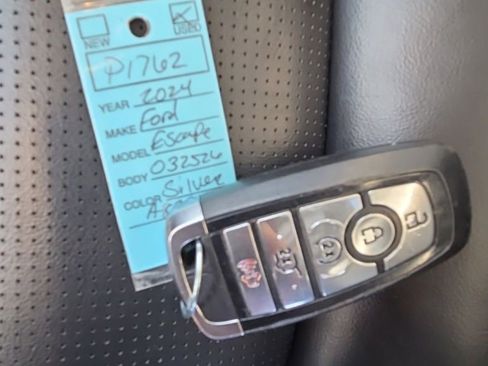 NEW USED
P1762
YEAR 2024
MAKE Ford
MODEL Escape
BODY 032526
COLOR Silver